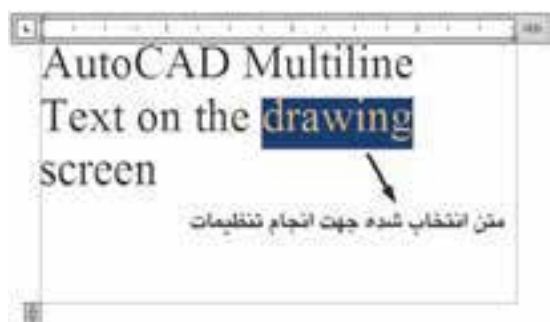 AutoCAD Multiline
Text on the drawing
screen
متن انتخاب شده جهت انجام تنظیمات